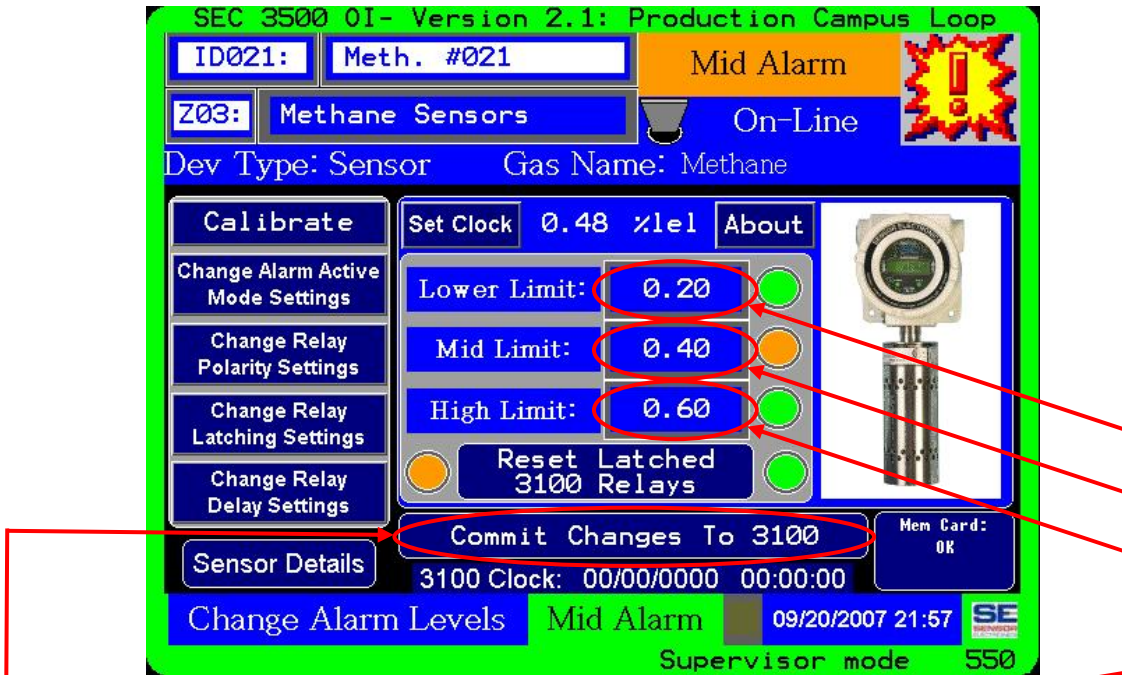 SEC 3500 OI- Version 2.1: Production Campus Loop
ID021: Meth. #021 Mid Alarm
Z03: Methane Sensors On-Line
Dev Type: Sensor Gas Name: Methane
Calibrate
Change Alarm Active
Mode Settings
Change Relay
Polarity Settings
Change Relay
Latching Settings
Change Relay
Delay Settings
Sensor Details
Set Clock 0.48 %lel About
Lower Limit: 0.20
Mid Limit: 0.40
High Limit: 0.60
Reset Latched
3100 Relays
Commit Changes To 3100
Mem Card:
OK
3100 Clock: 00/00/0000 00:00:00
Change Alarm Levels Mid Alarm 09/20/2007 21:57 SE
SENSOR
Supervisor mode 550